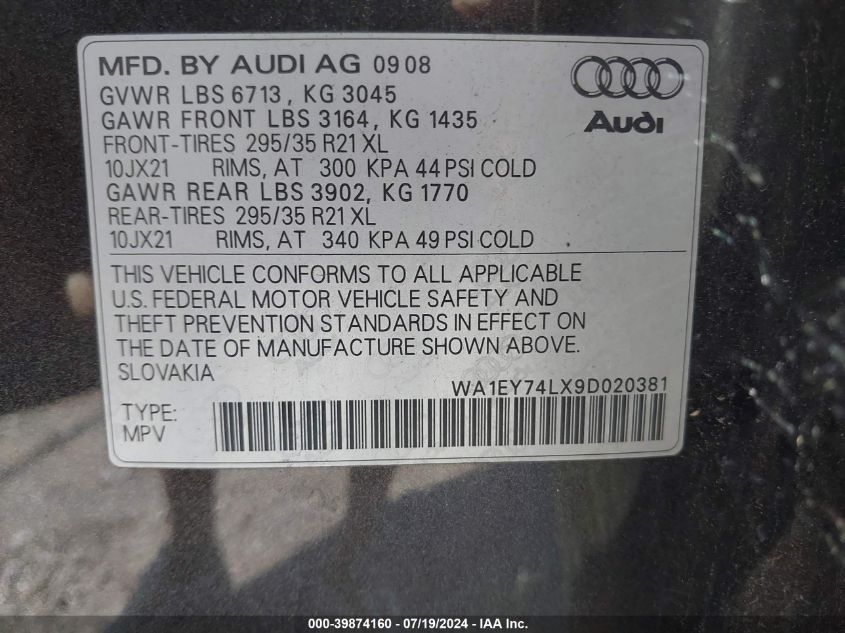 MFD. BY AUDI AG 09 08
GVWR LBS 6713, KG 3045
GAWR FRONT LBS 3164, KG 1435
FRONT-TIRES 295/35 R21 XL
10JX21 RIMS, AT 300 KPA 44 PSI COLD
GAWR REAR LBS 3902, KG 1770
REAR-TIRES 295/35 R21 XL
10JX21 RIMS, AT 340 KPA 49 PSI COLD
Audi
THIS VEHICLE CONFORMS TO ALL APPLICABLE
U.S. FEDERAL MOTOR VEHICLE SAFETY AND
THEFT PREVENTION STANDARDS IN EFFECT ON
THE DATE OF MANUFACTURE SHOWN ABOVE.
SLOVAKIA
WA1EY74LX9D020381
TYPE:
MPV
000-39874160 - 07/19/2024 - IAA Inc.